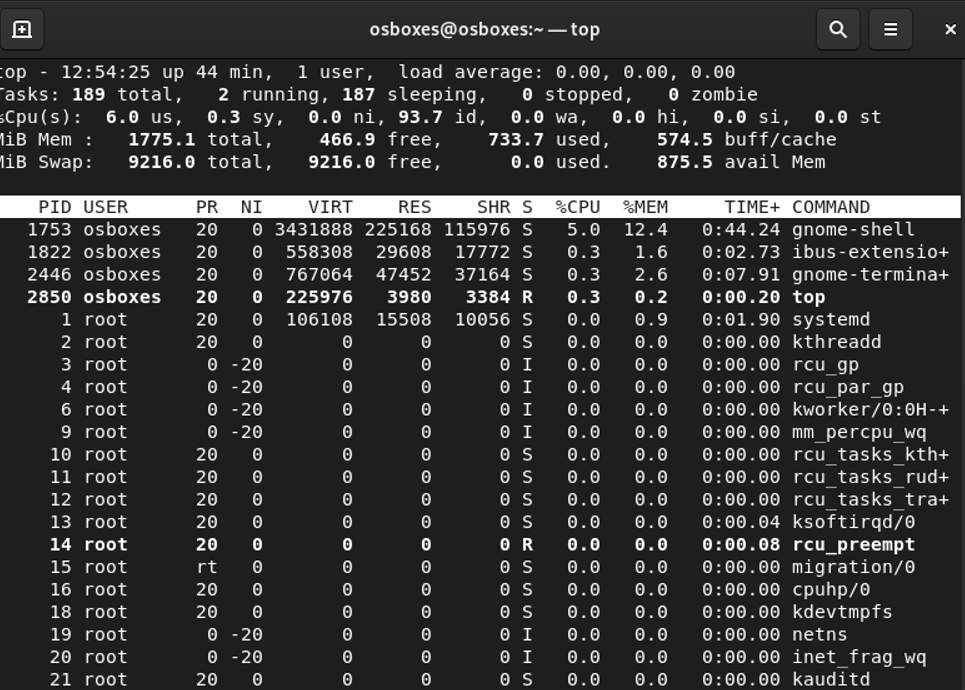 osboxes@osboxes:~ — top
top - 12:54:25 up 44 min,  1 user,  load average: 0.00, 0.00, 0.00
Tasks: 189 total,   2 running, 187 sleeping,   0 stopped,   0 zombie
%Cpu(s):  6.0 us,  0.3 sy,  0.0 ni, 93.7 id,  0.0 wa,  0.0 hi,  0.0 si,  0.0 st
MiB Mem :   1775.1 total,    466.9 free,    733.7 used,    574.5 buff/cache
MiB Swap:   9216.0 total,   9216.0 free,      0.0 used.    875.5 avail Mem
PID USER      PR  NI    VIRT    RES    SHR S  %CPU  %MEM     TIME+ COMMAND
1753 osboxes   20   0 3431888 225168 115976 S   5.0  12.4   0:44.24 gnome-shell
1822 osboxes   20   0  558308  29608  17772 S   0.3   1.6   0:02.73 ibus-extensio+
2446 osboxes   20   0  767064  47452  37164 S   0.3   2.6   0:07.91 gnome-termina+
2850 osboxes   20   0  225976   3980   3384 R   0.3   0.2   0:00.20 top
1 root      20   0  106108  15508  10056 S   0.0   0.9   0:01.90 systemd
2 root      20   0       0      0      0 S   0.0   0.0   0:00.00 kthreadd
3 root       0 -20       0      0      0 I   0.0   0.0   0:00.00 rcu_gp
4 root       0 -20       0      0      0 I   0.0   0.0   0:00.00 rcu_par_gp
6 root       0 -20       0      0      0 I   0.0   0.0   0:00.00 kworker/0:0H-+
9 root       0 -20       0      0      0 I   0.0   0.0   0:00.00 mm_percpu_wq
10 root      20   0       0      0      0 S   0.0   0.0   0:00.00 rcu_tasks_kth+
11 root      20   0       0      0      0 S   0.0   0.0   0:00.00 rcu_tasks_rud+
12 root      20   0       0      0      0 S   0.0   0.0   0:00.00 rcu_tasks_tra+
13 root      20   0       0      0      0 S   0.0   0.0   0:00.04 ksoftirqd/0
14 root      20   0       0      0      0 R   0.0   0.0   0:00.08 rcu_preempt
15 root      rt   0       0      0      0 S   0.0   0.0   0:00.00 migration/0
16 root      20   0       0      0      0 S   0.0   0.0   0:00.00 cpuhp/0
18 root      20   0       0      0      0 S   0.0   0.0   0:00.00 kdevtmpfs
19 root       0 -20       0      0      0 I   0.0   0.0   0:00.00 netns
20 root       0 -20       0      0      0 I   0.0   0.0   0:00.00 inet_frag_wq
21 root      20   0       0      0      0 S   0.0   0.0   0:00.00 kauditd